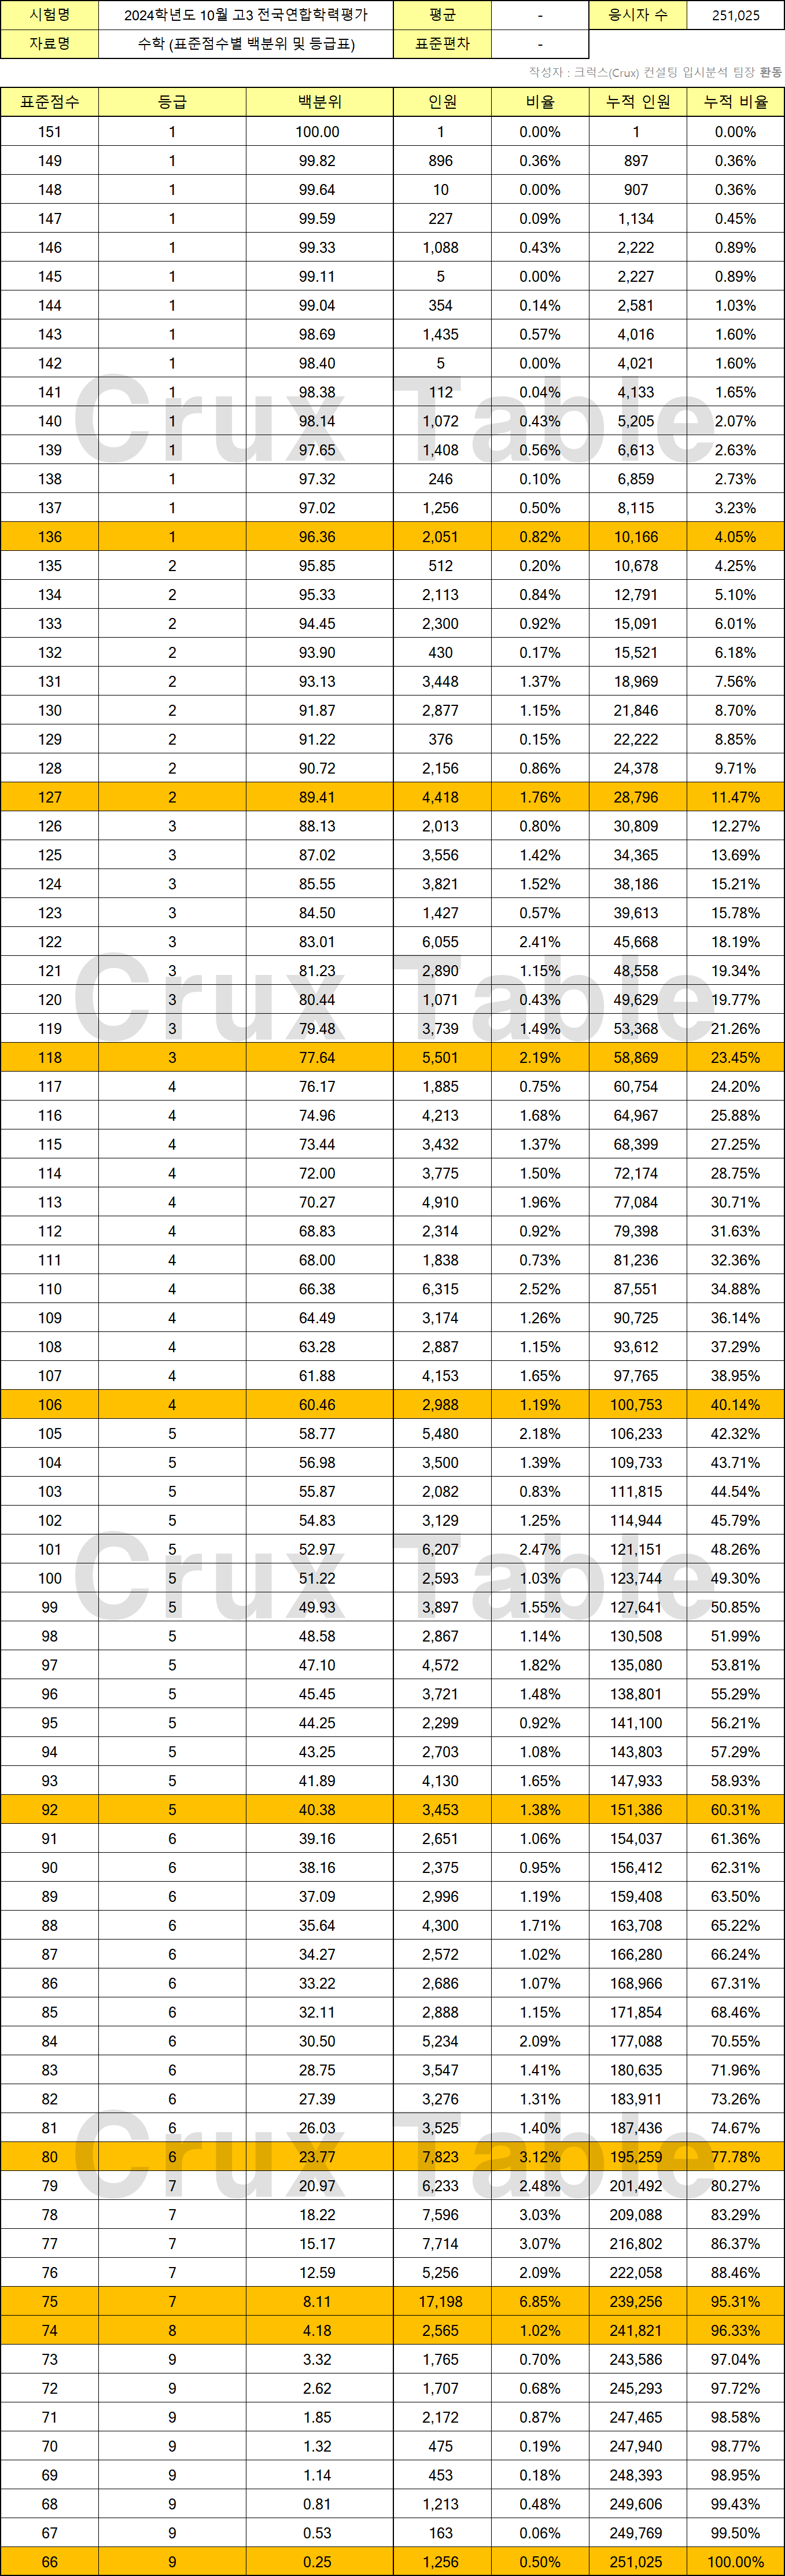 시험명 2024학년도 10월 고3 전국연합학력평가 평균 - 응시자 수 251,025
자료명 수학 (표준점수별 백분위 및 등급표) 표준편차 -
작성자 : 크럭스(Crux) 컨설팅 입시분석 팀장 환동
표준점수 등급 백분위 인원 비율 누적 인원 누적 비율
151 1 100.00 1 0.00% 1 0.00%
149 1 99.82 896 0.36% 897 0.36%
148 1 99.64 10 0.00% 907 0.36%
147 1 99.59 227 0.09% 1,134 0.45%
146 1 99.33 1,088 0.43% 2,222 0.89%
145 1 99.11 5 0.00% 2,227 0.89%
144 1 99.04 354 0.14% 2,581 1.03%
143 1 98.69 1,435 0.57% 4,016 1.60%
142 1 98.40 5 0.00% 4,021 1.60%
141 1 98.38 112 0.04% 4,133 1.65%
140 1 98.14 1,072 0.43% 5,205 2.07%
139 1 97.65 1,408 0.56% 6,613 2.63%
138 1 97.32 246 0.10% 6,859 2.73%
137 1 97.02 1,256 0.50% 8,115 3.23%
136 1 96.36 2,051 0.82% 10,166 4.05%
135 2 95.85 512 0.20% 10,678 4.25%
134 2 95.33 2,113 0.84% 12,791 5.10%
133 2 94.45 2,300 0.92% 15,091 6.01%
132 2 93.90 430 0.17% 15,521 6.18%
131 2 93.13 3,448 1.37% 18,969 7.56%
130 2 91.87 2,877 1.15% 21,846 8.70%
129 2 91.22 376 0.15% 22,222 8.85%
128 2 90.72 2,156 0.86% 24,378 9.71%
127 2 89.41 4,418 1.76% 28,796 11.47%
126 3 88.13 2,013 0.80% 30,809 12.27%
125 3 87.02 3,556 1.42% 34,365 13.69%
124 3 85.55 3,821 1.52% 38,186 15.21%
123 3 84.50 1,427 0.57% 39,613 15.78%
122 3 83.01 6,055 2.41% 45,668 18.19%
121 3 81.23 2,890 1.15% 48,558 19.34%
120 3 80.44 1,071 0.43% 49,629 19.77%
119 3 79.48 3,739 1.49% 53,368 21.26%
118 3 77.64 5,501 2.19% 58,869 23.45%
117 4 76.17 1,885 0.75% 60,754 24.20%
116 4 74.96 4,213 1.68% 64,967 25.88%
115 4 73.44 3,432 1.37% 68,399 27.25%
114 4 72.00 3,775 1.50% 72,174 28.75%
113 4 70.27 4,910 1.96% 77,084 30.71%
112 4 68.83 2,314 0.92% 79,398 31.63%
111 4 68.00 1,838 0.73% 81,236 32.36%
110 4 66.38 6,315 2.52% 87,551 34.88%
109 4 64.49 3,174 1.26% 90,725 36.14%
108 4 63.28 2,887 1.15% 93,612 37.29%
107 4 61.88 4,153 1.65% 97,765 38.95%
106 4 60.46 2,988 1.19% 100,753 40.14%
105 5 58.77 5,480 2.18% 106,233 42.32%
104 5 56.98 3,500 1.39% 109,733 43.71%
103 5 55.87 2,082 0.83% 111,815 44.54%
102 5 54.83 3,129 1.25% 114,944 45.79%
101 5 52.97 6,207 2.47% 121,151 48.26%
100 5 51.22 2,593 1.03% 123,744 49.30%
99 5 49.93 3,897 1.55% 127,641 50.85%
98 5 48.58 2,867 1.14% 130,508 51.99%
97 5 47.10 4,572 1.82% 135,080 53.81%
96 5 45.45 3,721 1.48% 138,801 55.29%
95 5 44.25 2,299 0.92% 141,100 56.21%
94 5 43.25 2,703 1.08% 143,803 57.29%
93 5 41.89 4,130 1.65% 147,933 58.93%
92 5 40.38 3,453 1.38% 151,386 60.31%
91 6 39.16 2,651 1.06% 154,037 61.36%
90 6 38.16 2,375 0.95% 156,412 62.31%
89 6 37.09 2,996 1.19% 159,408 63.50%
88 6 35.64 4,300 1.71% 163,708 65.22%
87 6 34.27 2,572 1.02% 166,280 66.24%
86 6 33.22 2,686 1.07% 168,966 67.31%
85 6 32.11 2,888 1.15% 171,854 68.46%
84 6 30.50 5,234 2.09% 177,088 70.55%
83 6 28.75 3,547 1.41% 180,635 71.96%
82 6 27.39 3,276 1.31% 183,911 73.26%
81 6 26.03 3,525 1.40% 187,436 74.67%
80 6 23.77 7,823 3.12% 195,259 77.78%
79 7 20.97 6,233 2.48% 201,492 80.27%
78 7 18.22 7,596 3.03% 209,088 83.29%
77 7 15.17 7,714 3.07% 216,802 86.37%
76 7 12.59 5,256 2.09% 222,058 88.46%
75 7 8.11 17,198 6.85% 239,256 95.31%
74 8 4.18 2,565 1.02% 241,821 96.33%
73 9 3.32 1,765 0.70% 243,586 97.04%
72 9 2.62 1,707 0.68% 245,293 97.72%
71 9 1.85 2,172 0.87% 247,465 98.58%
70 9 1.32 475 0.19% 247,940 98.77%
69 9 1.14 453 0.18% 248,393 98.95%
68 9 0.81 1,213 0.48% 249,606 99.43%
67 9 0.53 163 0.06% 249,769 99.50%
66 9 0.25 1,256 0.50% 251,025 100.00%
Crux Table
Crux Table
Crux Table
Crux Table